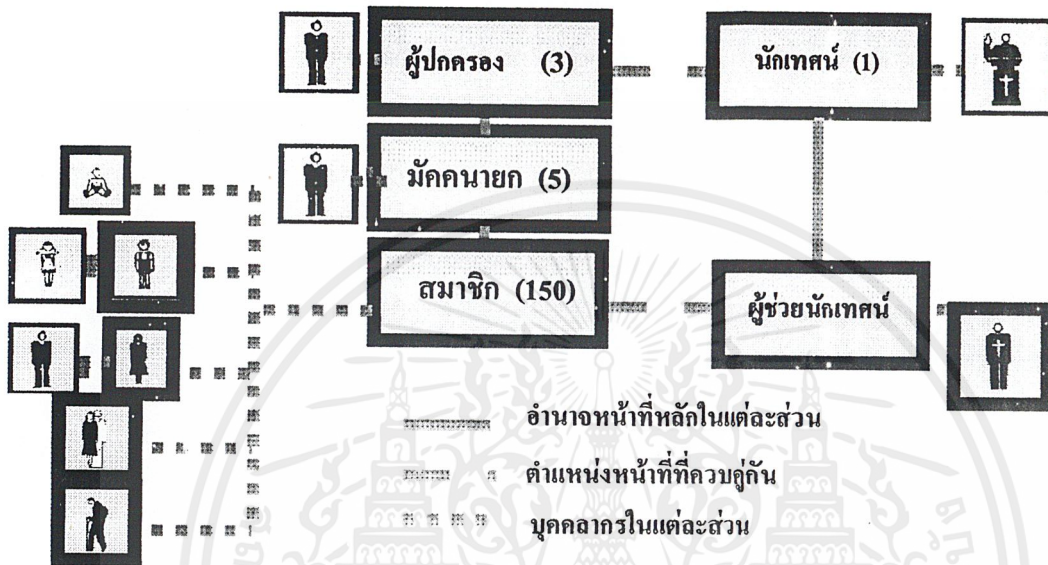 ผู้ปกครอง (3)
นักเทศน์ (1)
มัคคนายก (5)
สมาชิก (150)
ผู้ช่วยนักเทศน์
อำนาจหน้าที่หลักในแต่ละส่วน
ตำแหน่งหน้าที่ที่ควบคู่กัน
บุคคลากรในแต่ละส่วน